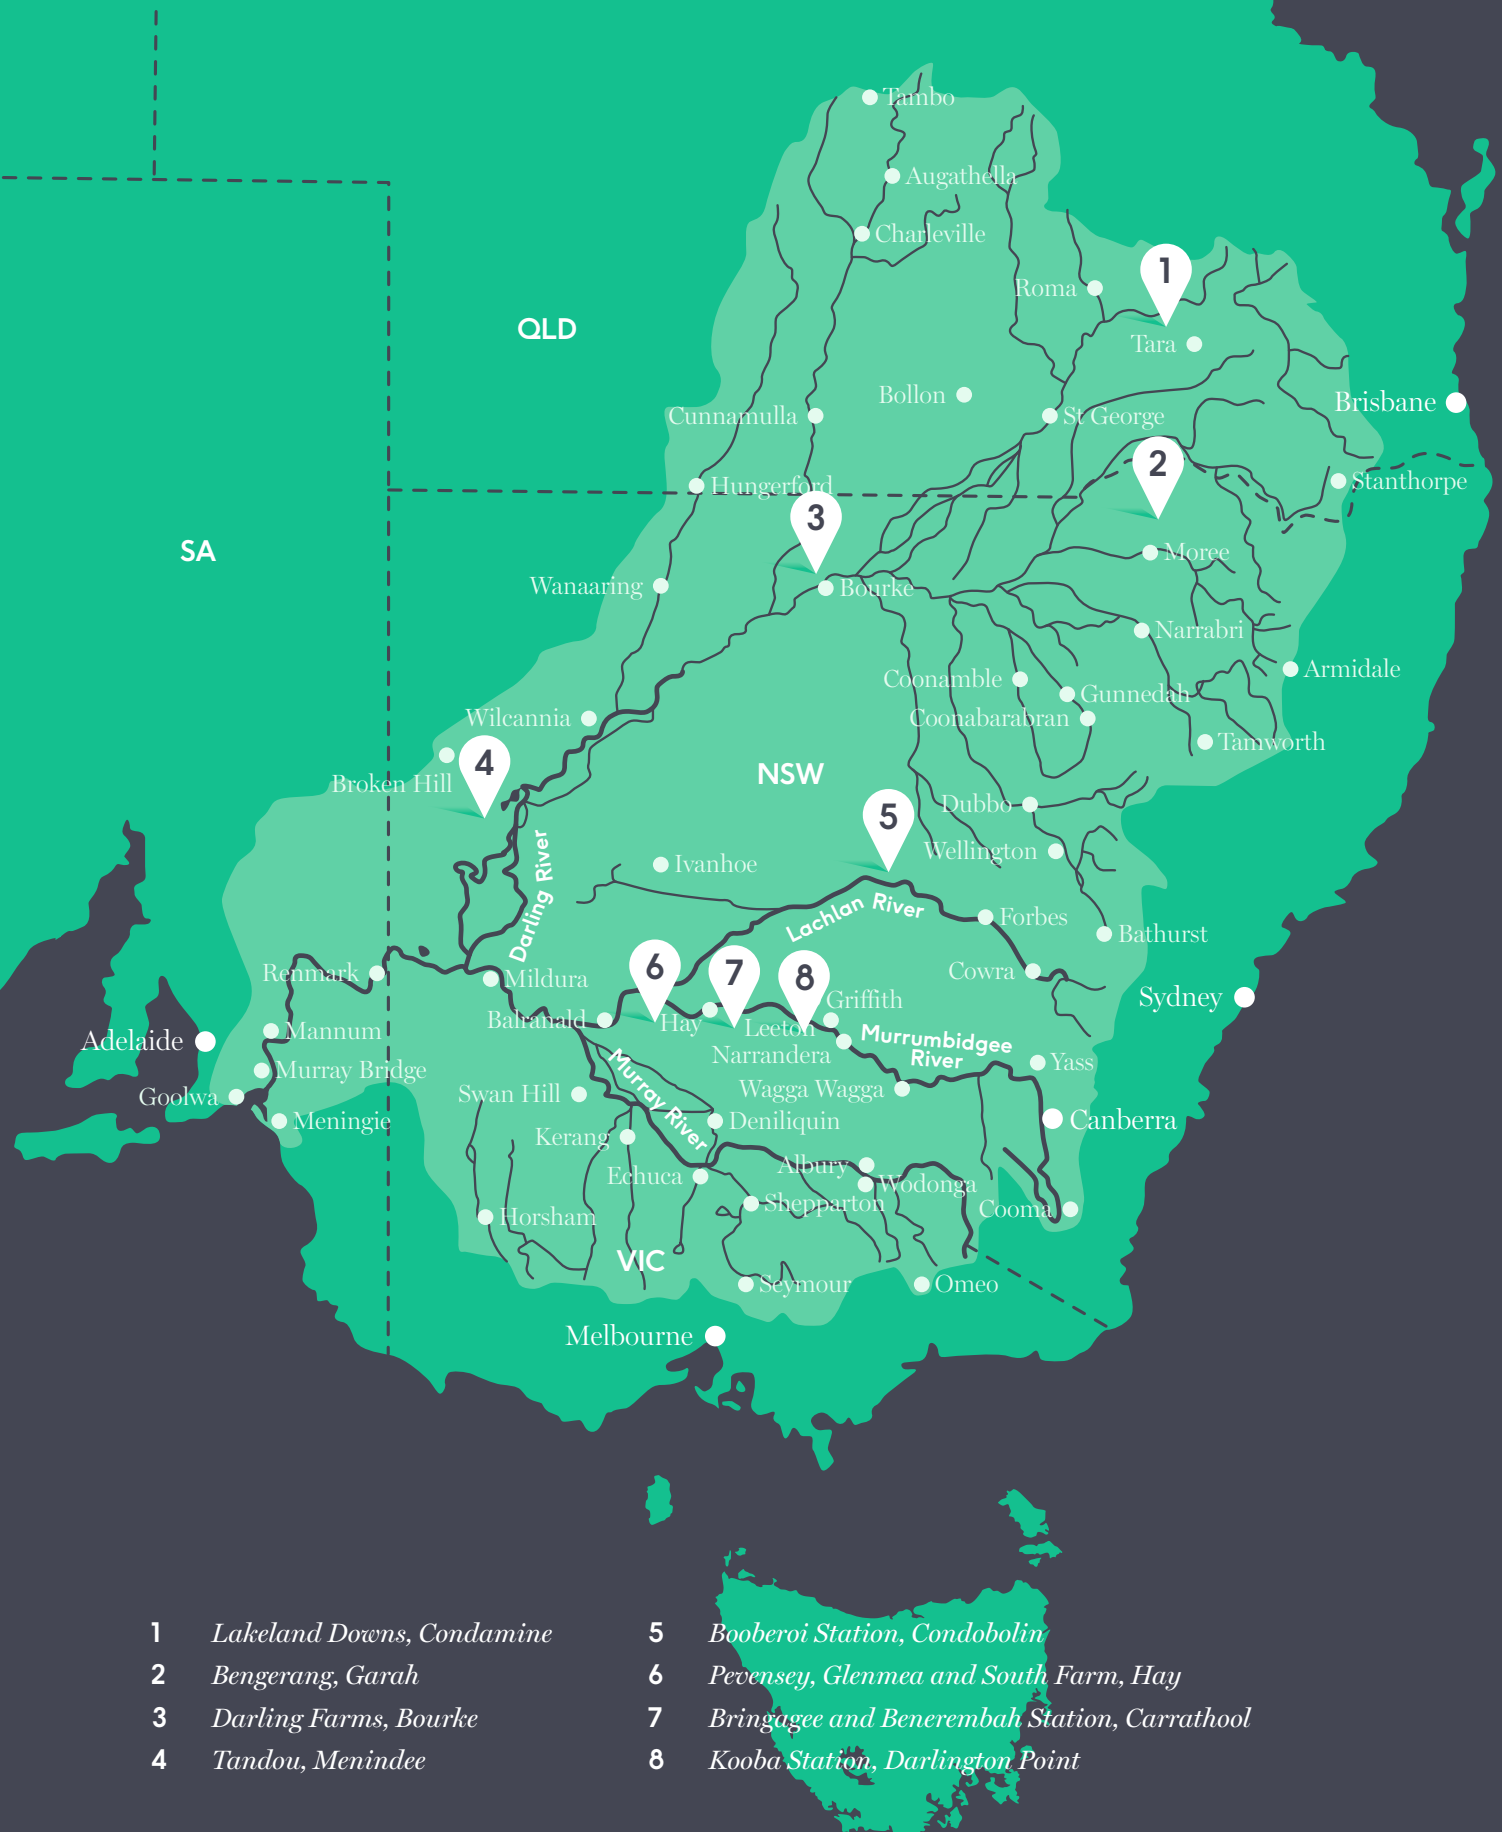 Tambo
Augathella
Charleville
1
Roma
QLD
Tara
Bollon
Brisbane
Cunnamulla
St George
2
Stanthorpe
Hungerford
3
SA
Moree
Wanaaring
Bourke
Narrabri
Armidale
Coonamble
Gunnedah
Wilcannia
Coonabarabran
Tamworth
4
NSW
Broken Hill
Dubbo
5
Wellington
Ivanhoe
Darling River
Lachlan River
Forbes
Bathurst
6
7
8
Renmark
Mildura
Cowra
Sydney
Griffith
Balranald
Hay
Leeton
Mannum
Adelaide
Narrandera
Murrumbidgee
River
Yass
Murray Bridge
Murray River
Wagga Wagga
Goolwa
Swan Hill
Meningie
Deniliquin
Canberra
Kerang
Echuca
Albury
Wodonga
Shepparton
Cooma
Horsham
VIC
Seymour
Omeo
Melbourne
1 Lakeland Downs, Condamine
2 Bengerang, Garah
3 Darling Farms, Bourke
4 Tandou, Menindee
5 Booberoi Station, Condobolin
6 Pevensey, Glenmea and South Farm, Hay
7 Bringagee and Benerembah Station, Carrathool
8 Kooba Station, Darlington Point